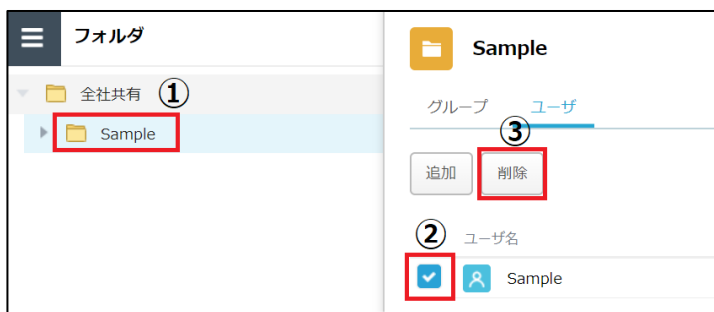 フォルダ
全社共有 ①
Sample
Sample
グループ ユーザ
③
追加 削除
② ユーザ名
Sample